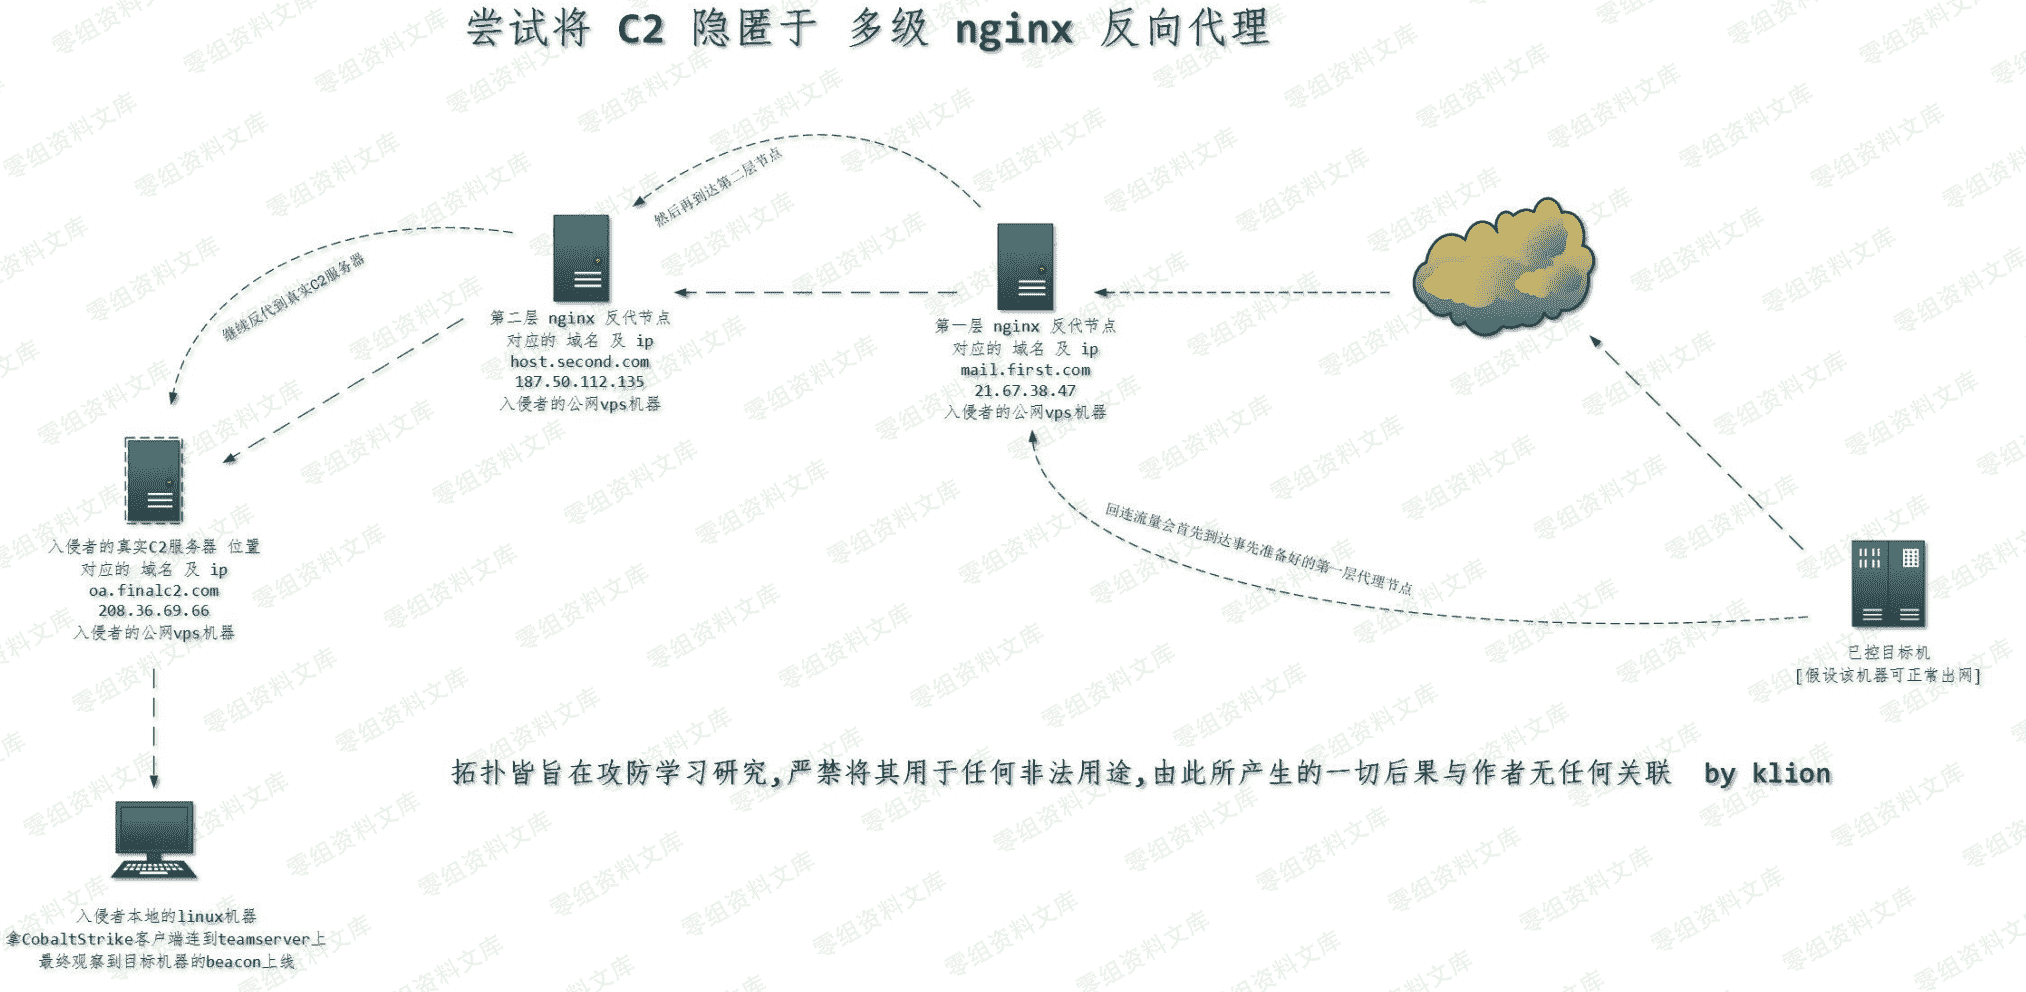 尝试将 C2 隐匿于 多级 nginx 反向代理
然后再到达第二层节点
继续反代到真实C2服务器
第二层 nginx 反代节点
对应的 域名 及 ip
host.second.com
187.50.112.135
入侵者的公网vps机器
第一层 nginx 反代节点
对应的 域名 及 ip
mail.first.com
21.67.38.47
入侵者的公网vps机器
回连流量会首先到达事先准备好的第一层代理节点
入侵者的真实C2服务器 位置
对应的 域名 及 ip
oa.finalc2.com
208.36.69.66
入侵者的公网vps机器
已控目标机
[假设该机器可正常出网]
拓扑皆旨在攻防学习研究,严禁将其用于任何非法用途,由此所产生的一切后果与作者无任何关联 by klion
入侵者本地的linux机器
拿CobaltStrike客户端连到teamserver上
最终观察到目标机器的beacon上线
零组资料文库